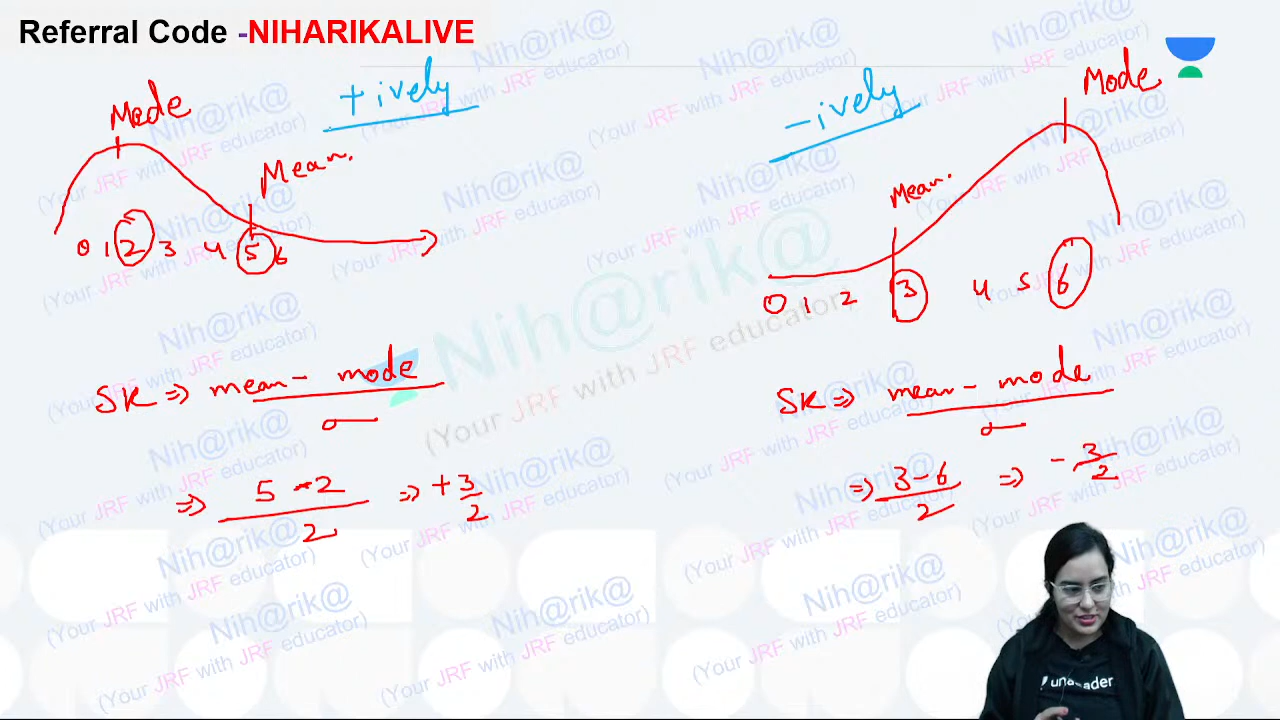 Referral Code -NIHARIKALIVE
+ively
Mode
Mean.
0 1 2 3 4 5 6
SK ⇒ mean - mode
σ
⇒ 5 - 2
2
⇒ + 3
2
-ively
Mode
Mean.
0 1 2 3 4 5 6
SK ⇒ mean - mode
σ
⇒ 3 - 6
2
⇒ - 3
2
Nih@rik@
(Your JRF with JRF educator)
unacademy